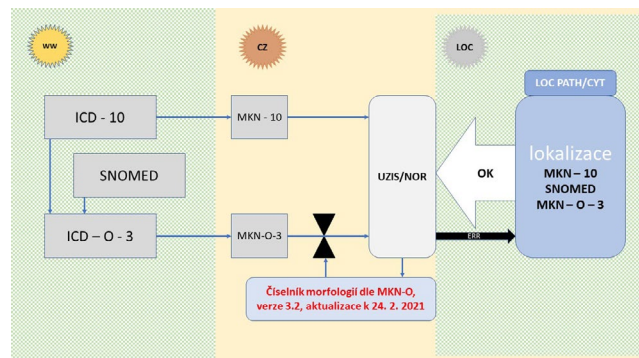 WW
CZ
LOC
LOC PATH/CYT
ICD - 10
MKN - 10
SNOMED
UZIS/NOR
OK
lokalizace
MKN – 10
SNOMED
MKN – O – 3
ICD – O - 3
MKN-O-3
ERR
Číselník morfologií dle MKN-O,
verze 3.2, aktualizace k 24. 2. 2021